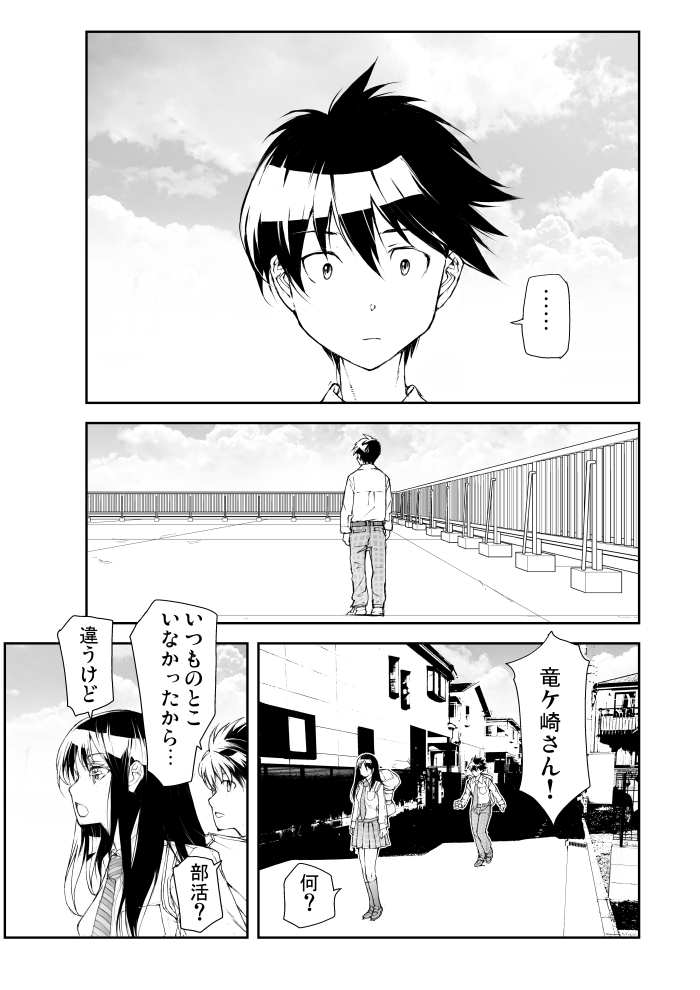 ……
竜ケ崎さん！
何？
いつものとこ
いなかったから…
部活？
違うけど